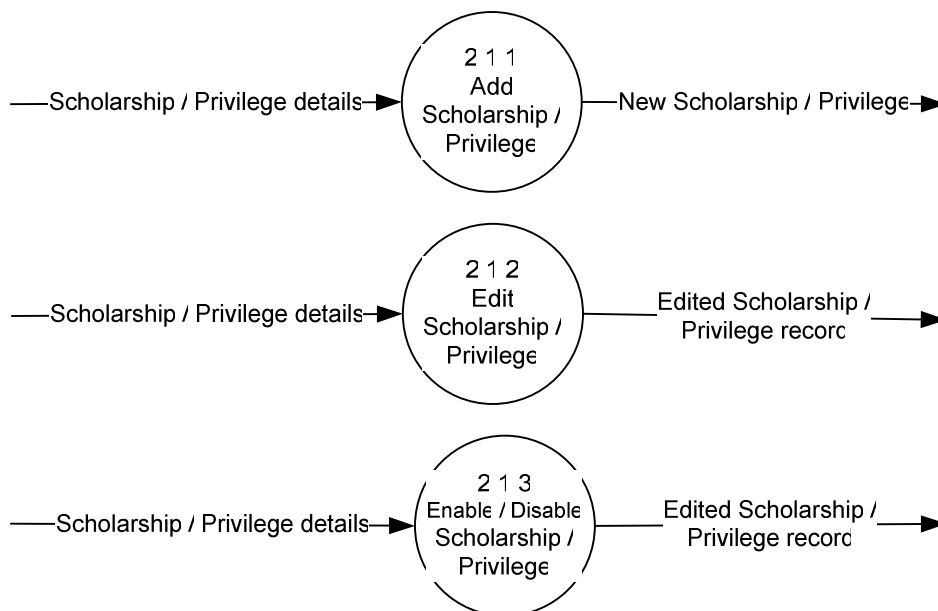 Scholarship / Privilege details
2 1 1
Add
Scholarship /
Privilege
New Scholarship / Privilege
Scholarship / Privilege details
2 1 2
Edit
Scholarship /
Privilege
Edited Scholarship /
Privilege record
Scholarship / Privilege details
2 1 3
Enable / Disable
Scholarship /
Privilege
Edited Scholarship /
Privilege record